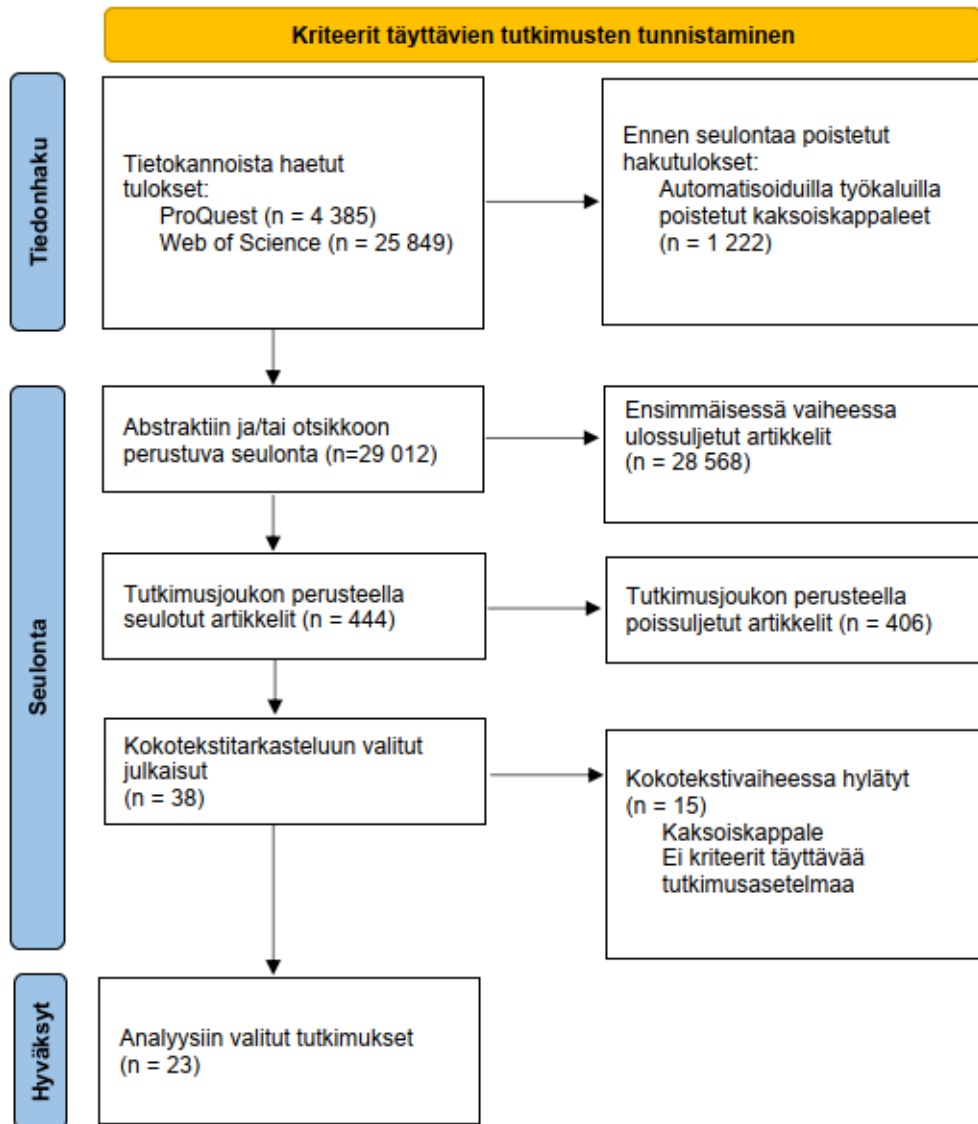 Kriteerit täyttävien tutkimusten tunnistaminen
Tiedonhaku
Tietokannoista haetut
tulokset:
ProQuest (n = 4 385)
Web of Science (n = 25 849)
Ennen seulontaa poistetut
hakutulokset:
Automatisoiduilla työkaluilla
poistetut kaksoiskappaleet
(n = 1 222)
Seulonta
Abstraktiin ja/tai otsikkoon
perustuva seulonta (n=29 012)
Ensimmäisessä vaiheessa
ulossuljetut artikkelit
(n = 28 568)
Tutkimusjoukon perusteella
seulotut artikkelit (n = 444)
Tutkimusjoukon perusteella
poissuljetut artikkelit (n = 406)
Kokotekstitarkasteluun valitut
julkaisut
(n = 38)
Kokotekstivaiheessa hylätyt
(n = 15)
Kaksoiskappale
Ei kriteerit täyttävää
tutkimusasetelmaa
Hyväksyt
Analyysiin valitut tutkimukset
(n = 23)